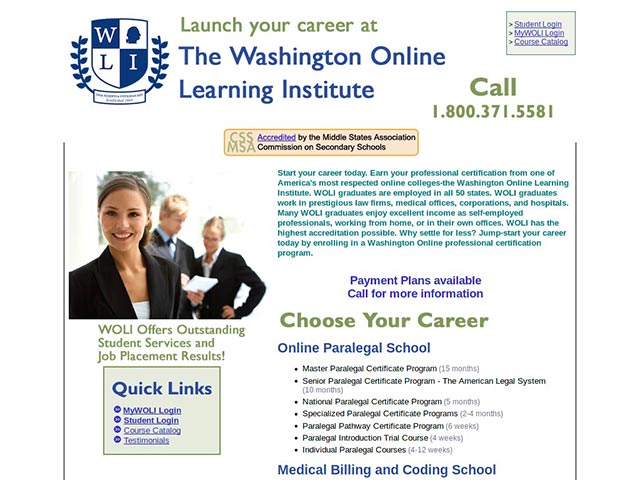 Launch your career at
The Washington Online
Learning Institute
W
L I
> Student Login
> MyWOLI Login
> Course Catalog
Call
1.800.371.5581
CSS
MSA
Accredited by the Middle States Association
Commission on Secondary Schools
Start your career today. Earn your professional certification from one of
America's most respected online colleges-the Washington Online Learning
Institute. WOLI graduates are employed in all 50 states. WOLI graduates
work in prestigious law firms, medical offices, corporations, and hospitals.
Many WOLI graduates enjoy excellent income as self-employed
professionals, working from home, or in their own offices. WOLI has the
highest accreditation possible. Why settle for less? Jump-start your career
today by enrolling in a Washington Online professional certification
program.
Payment Plans available
Call for more information
WOLI Offers Outstanding
Student Services and
Job Placement Results!
Quick Links
MyWOLI Login
Student Login
Course Catalog
Testimonials
Choose Your Career
Online Paralegal School
• Master Paralegal Certificate Program (15 months)
• Senior Paralegal Certificate Program - The American Legal System
(10 months)
• National Paralegal Certificate Program (5 months)
• Specialized Paralegal Certificate Programs (2-4 months)
• Paralegal Pathway Certificate Program (6 weeks)
• Paralegal Introduction Trial Course (4 weeks)
• Individual Paralegal Courses (4-12 weeks)
Medical Billing and Coding School